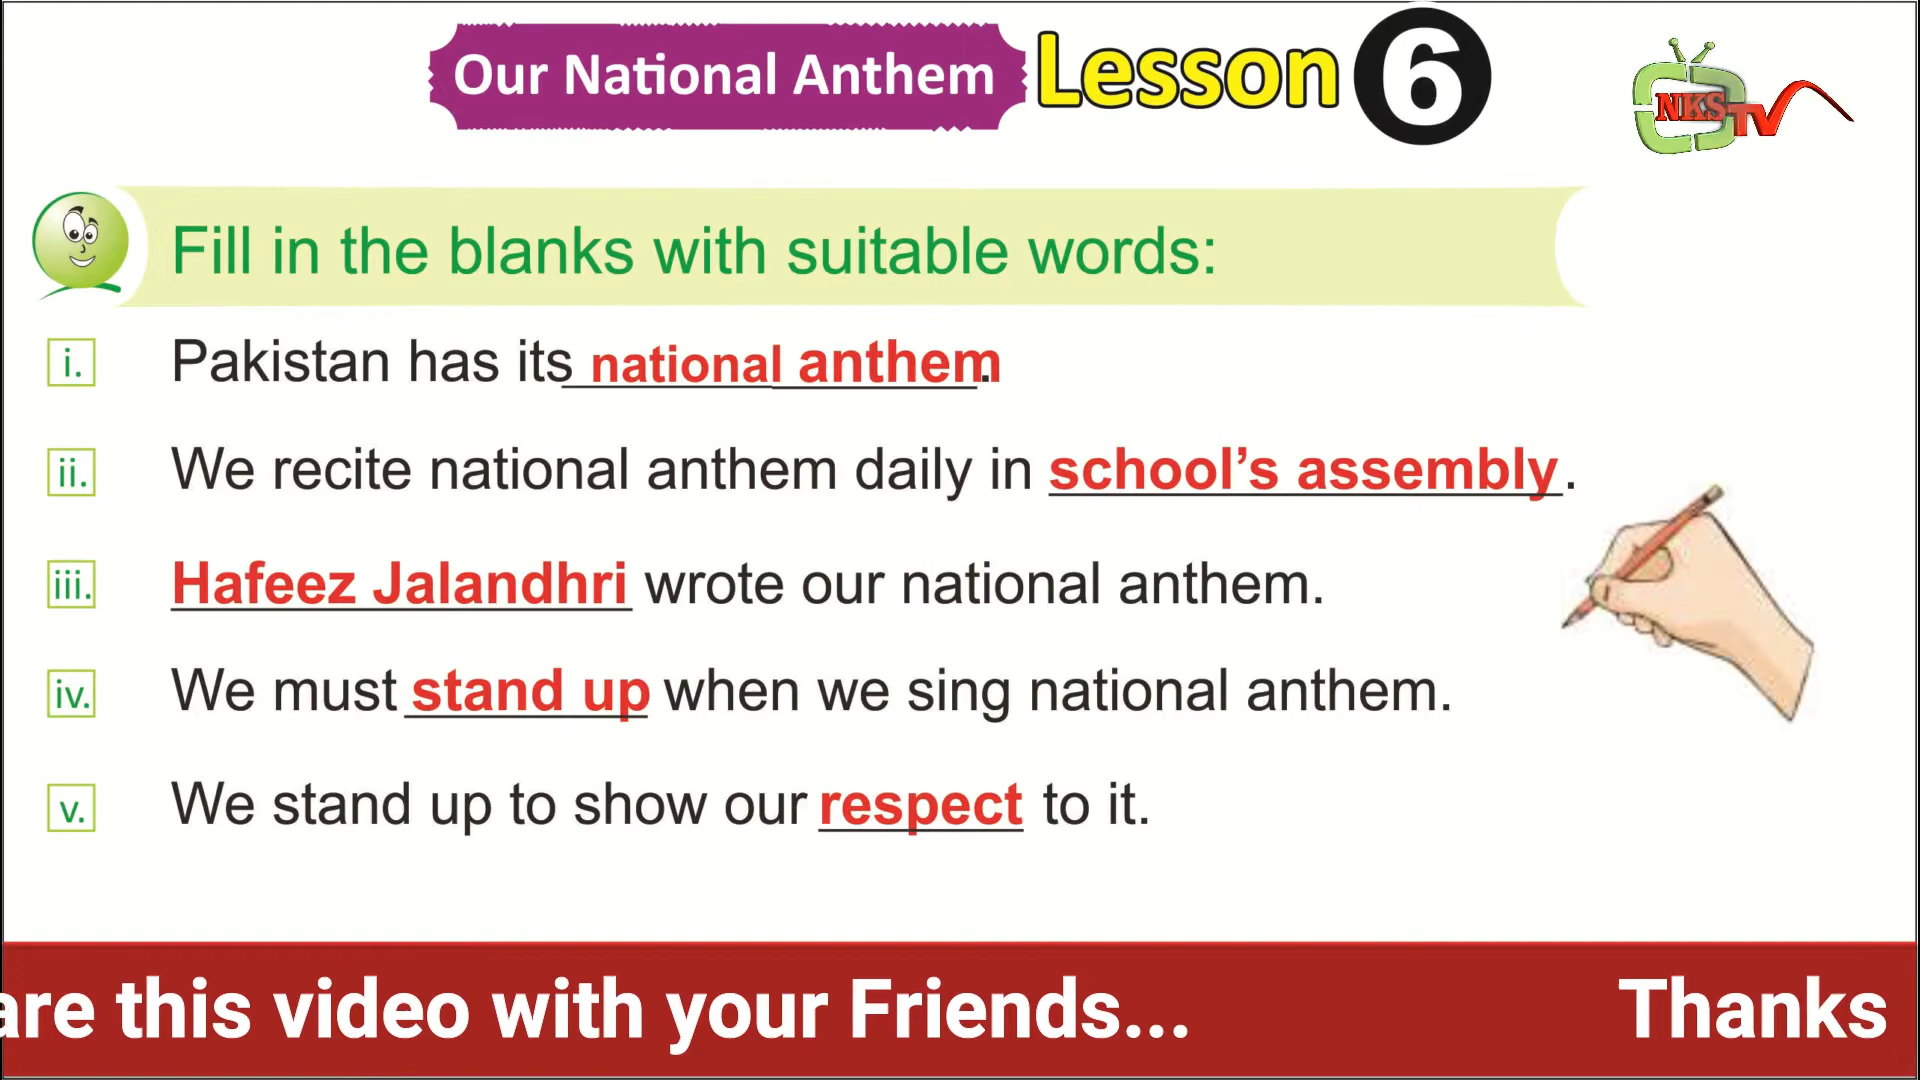 Our National Anthem Lesson 6
NKS TV
Fill in the blanks with suitable words:
i. Pakistan has its national anthem.
ii. We recite national anthem daily in school’s assembly.
iii. Hafeez Jalandhri wrote our national anthem.
iv. We must stand up when we sing national anthem.
v. We stand up to show our respect to it.
are this video with your Friends... Thanks